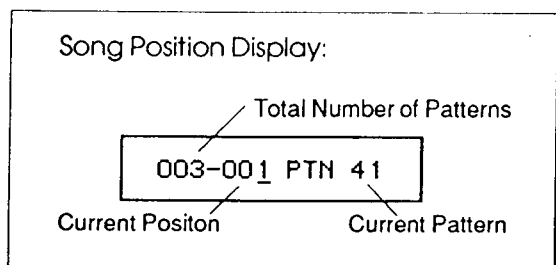 Song Position Display:
Total Number of Patterns
003-001 PTN 41
Current Positon
Current Pattern